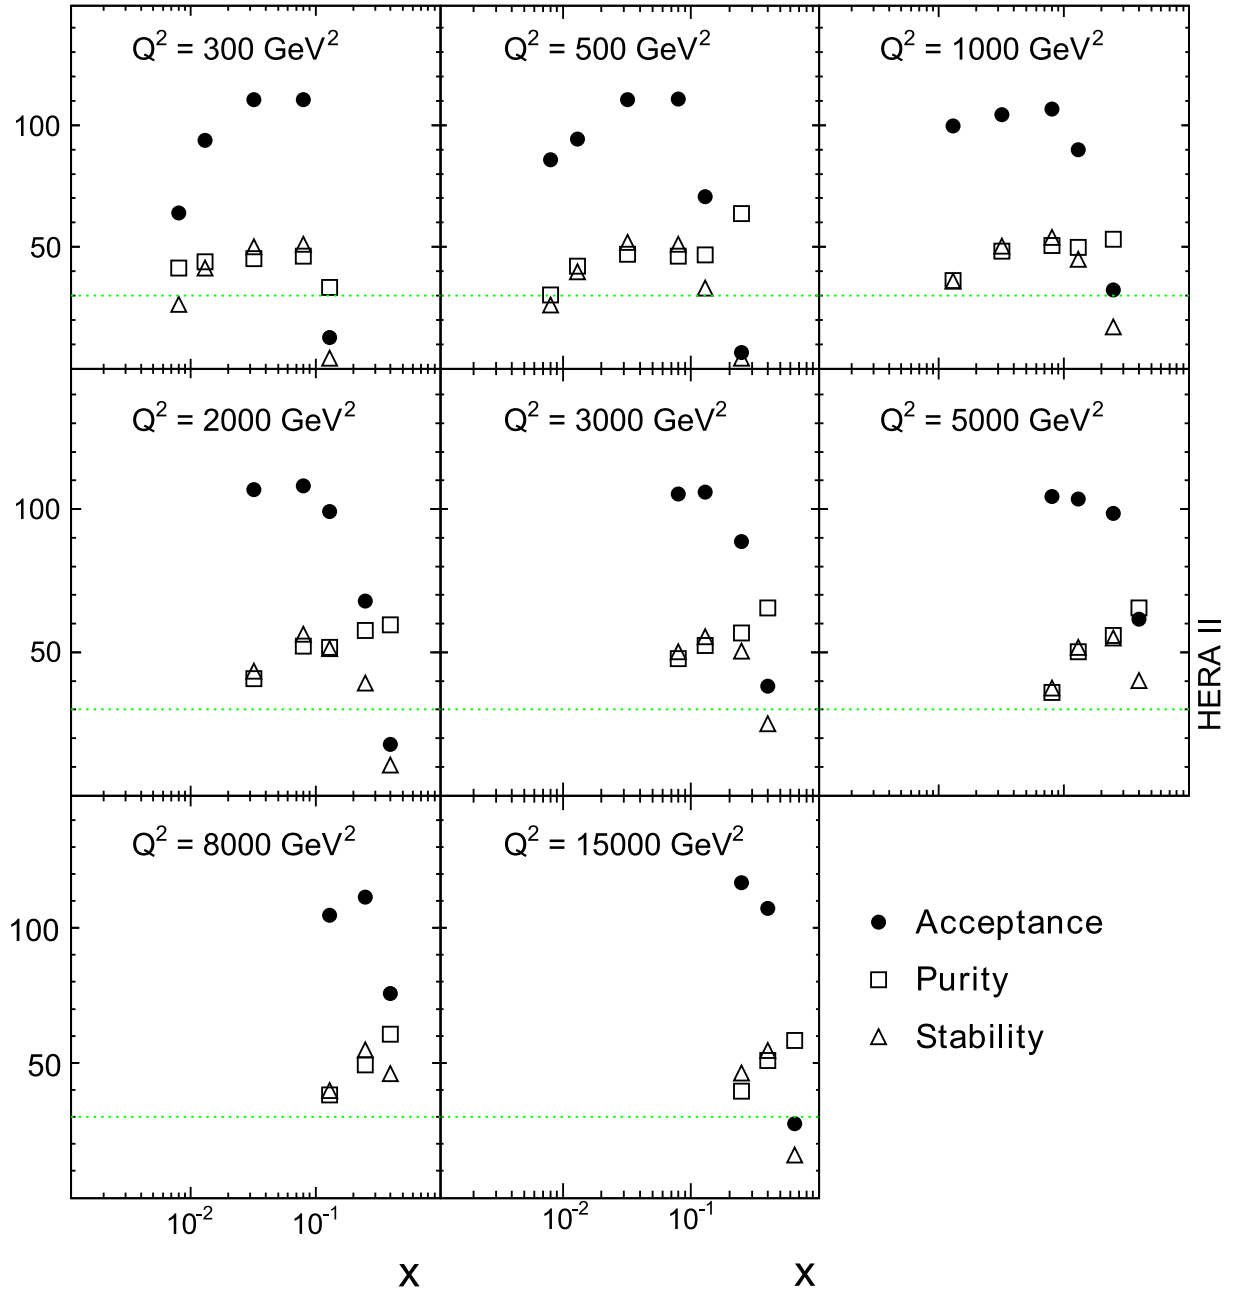 Q² = 300 GeV²
Q² = 500 GeV²
Q² = 1000 GeV²
100
50
Q² = 2000 GeV²
Q² = 3000 GeV²
Q² = 5000 GeV²
100
50
HERA II
Q² = 8000 GeV²
Q² = 15000 GeV²
100
50
Acceptance
Purity
Stability
10⁻² 10⁻¹
10⁻² 10⁻¹
x
x